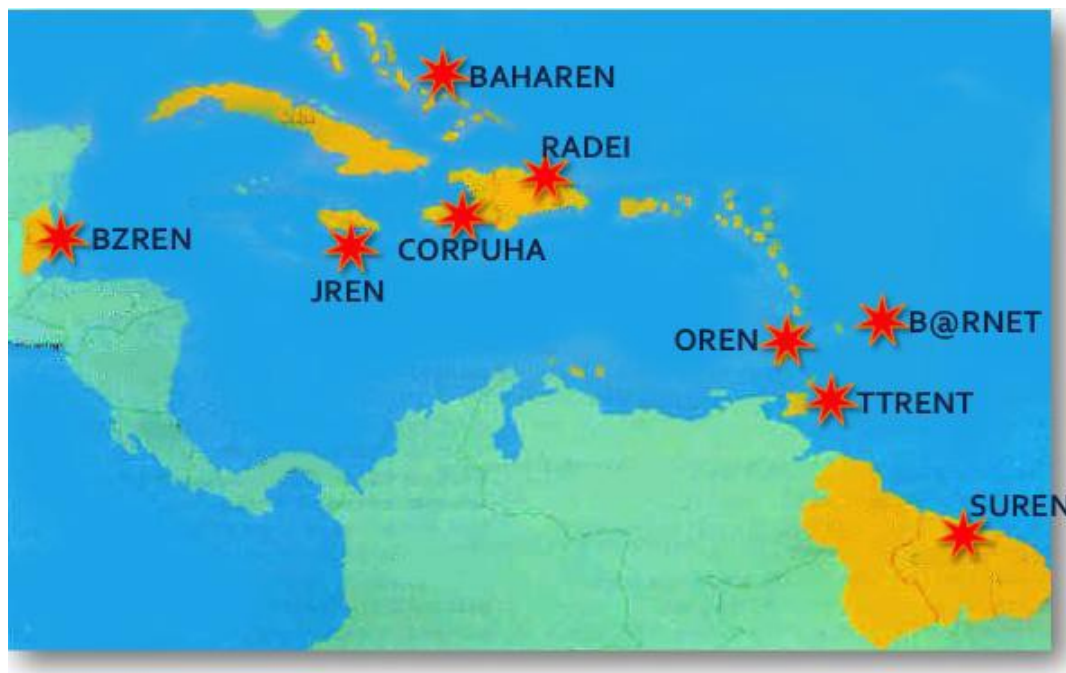 BAHAREN
RADEI
BZREN
CORPUHA
JREN
OREN
B@RNET
TTRENT
SUREN